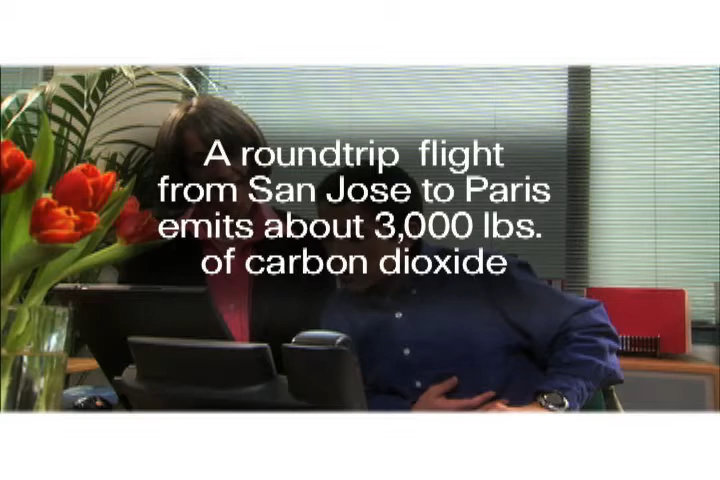 A roundtrip flight
from San Jose to Paris
emits about 3,000 lbs.
of carbon dioxide